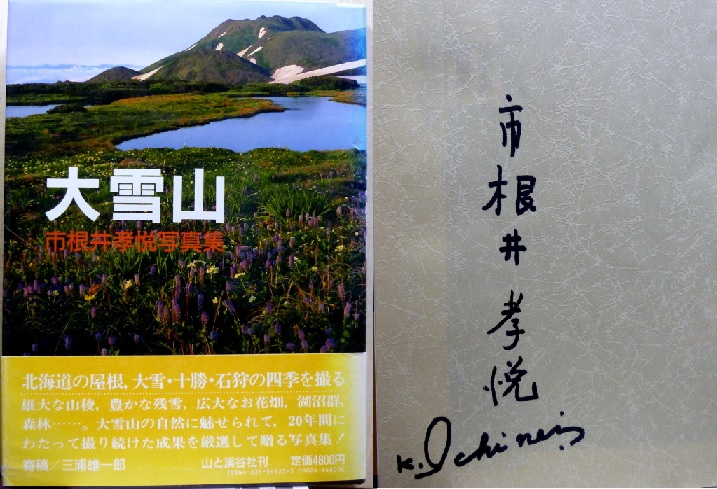 大雪山
市根井孝悦写真集
北海道の屋根,大雪・十勝・石狩の四季を撮る
雄大な山稜,豊かな残雪,広大なお花畑,湖沼群,
森林……。大雪山の自然に魅せられて,20年間に
わたって撮り続けた成果を厳選して贈る写真集!
寄稿/三浦雄一郎
山と溪谷社刊
定価4800円
市根井孝悦
K. Ichinei